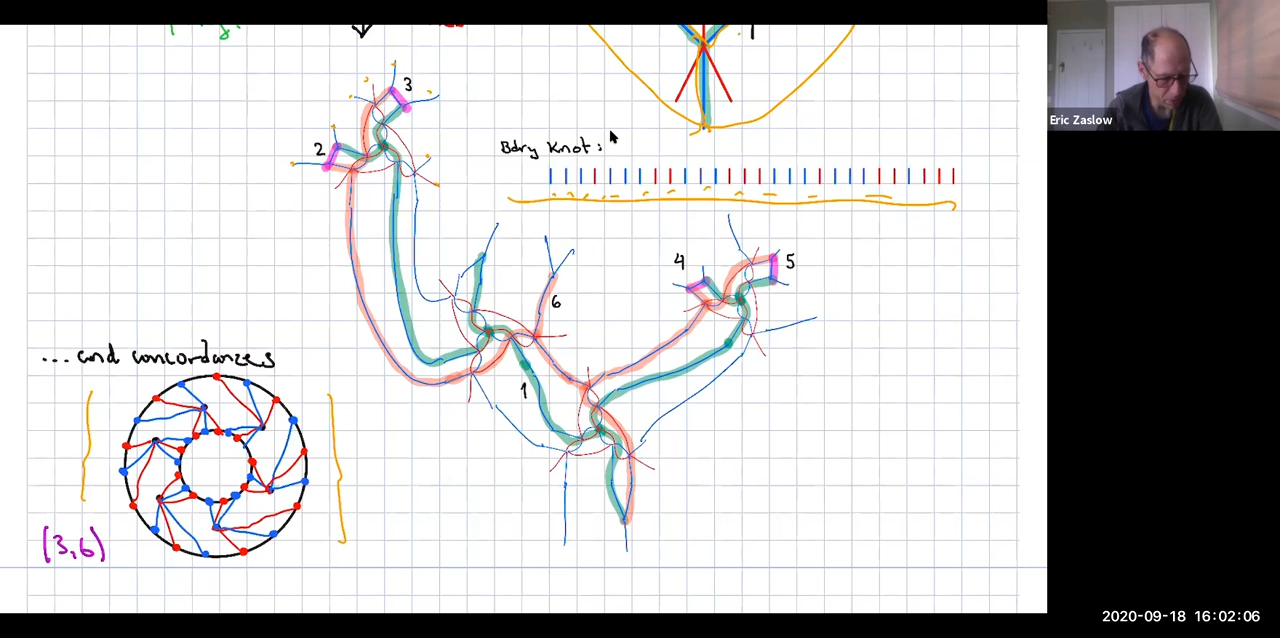 3
2
Bdry Knot:
4
5
6
1
... and concordances
(3,6)
Eric Zaslow
2020-09-18 16:02:06